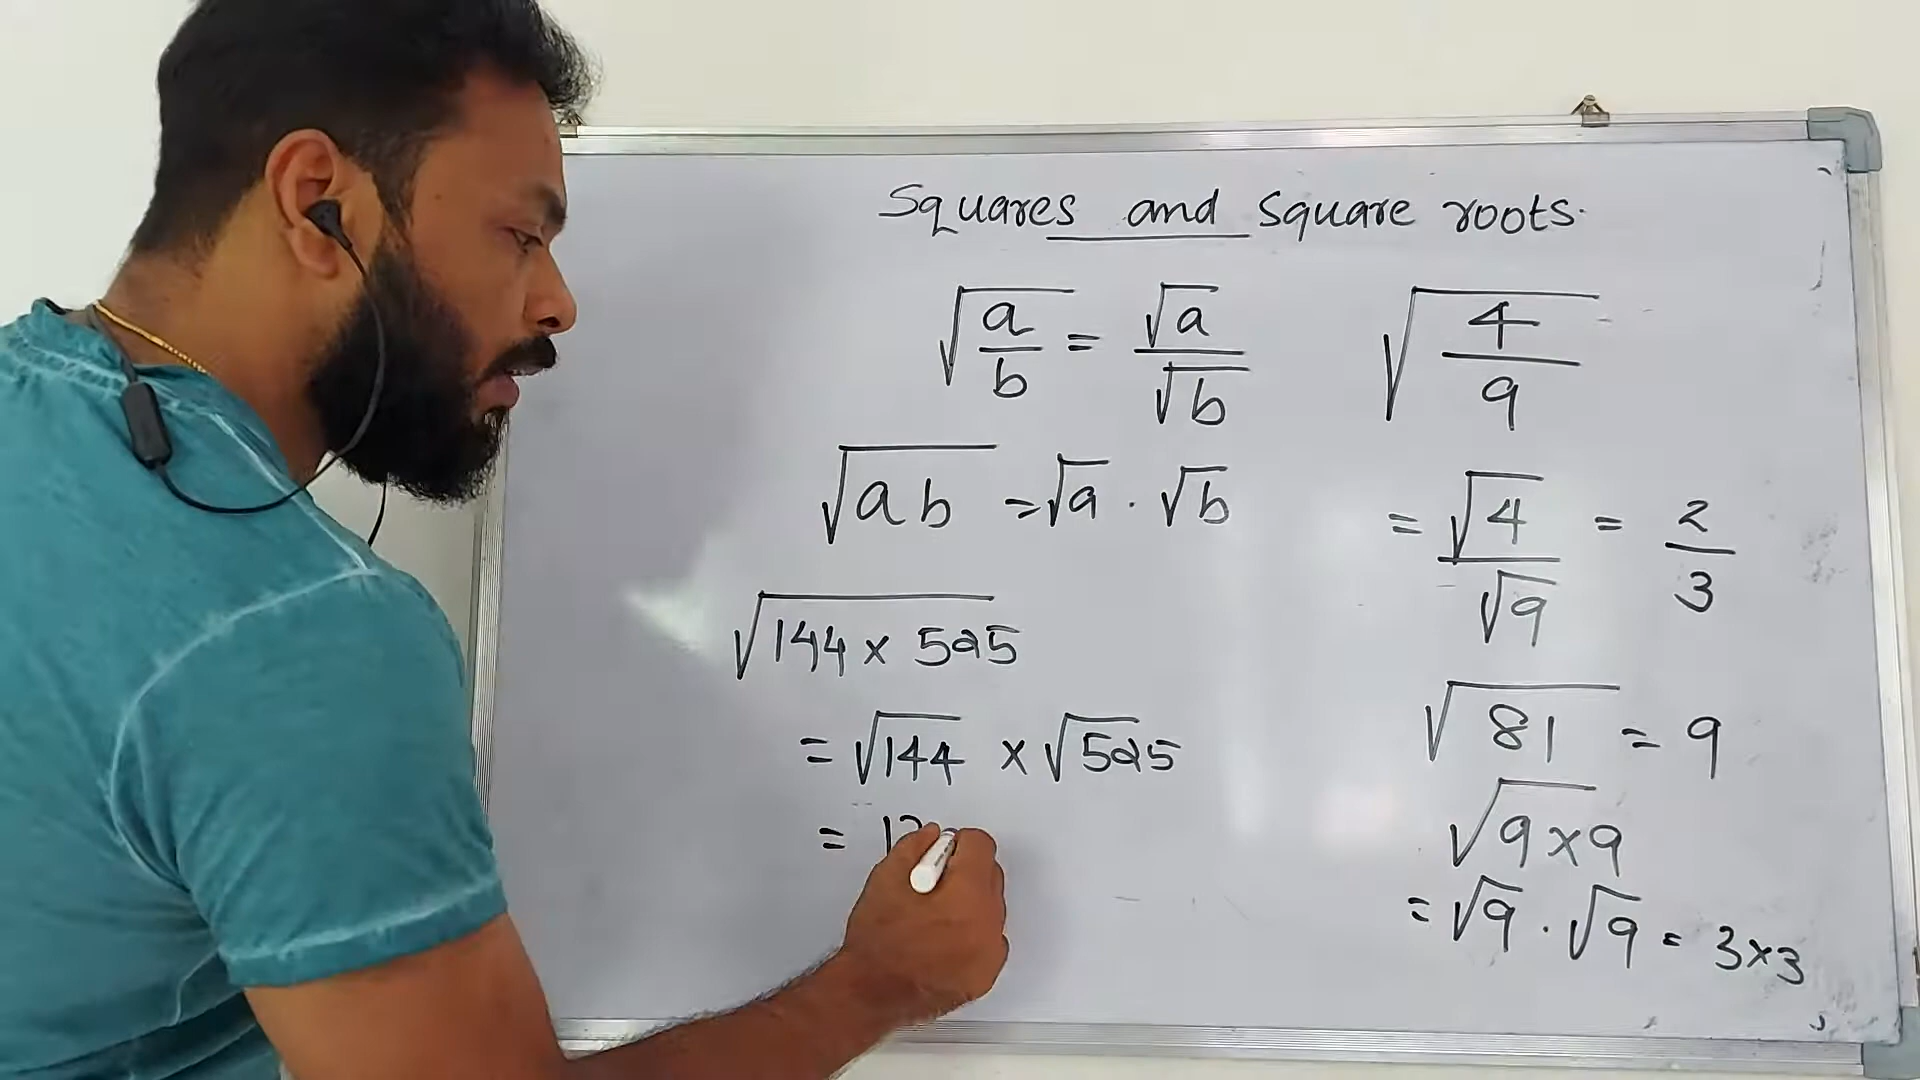 Squares and Square roots.
√(a/b) = √a/√b
√ab = √a . √b
√144 × 525
= √144 × √525
= 12
√(4/9)
= √4/√9 = 2/3
√81 = 9
√9×9
= √9 . √9 = 3×3